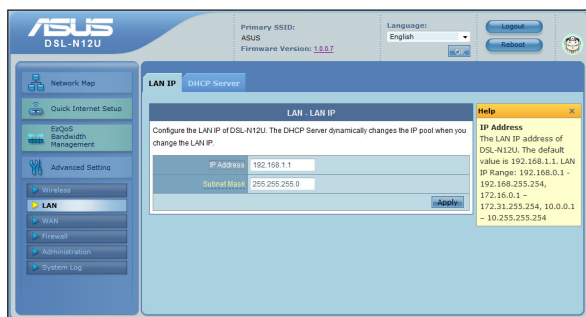 ASUS
DSL-N12U
Primary SSID:
ASUS
Firmware Version: 1.0.0.7
Language:
English
OK
Logout
Reboot
Network Map
Quick Internet Setup
EzQoS
Bandwidth
Management
Advanced Setting
Wireless
LAN
WAN
Firewall
Administration
System Log
LAN IP
DHCP Server
LAN - LAN IP
Configure the LAN IP of DSL-N12U. The DHCP Server dynamically changes the IP pool when you
change the LAN IP.
IP Address 192.168.1.1
Subnet Mask 255.255.255.0
Apply
Help X
IP Address
The LAN IP address of
DSL-N12U. The default
value is 192.168.1.1. LAN
IP Range: 192.168.0.1 -
192.168.255.254,
172.16.0.1 –
172.31.255.254, 10.0.0.1
– 10.255.255.254